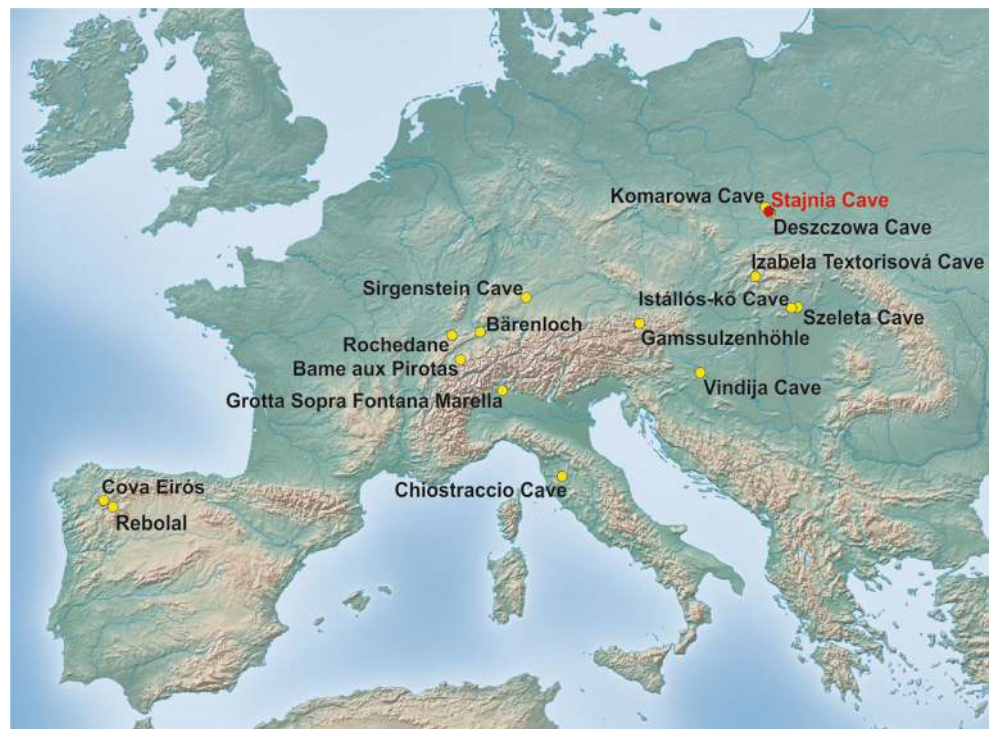 Komarowa Cave
Stajnia Cave
Deszczowa Cave
Izabela Textorisová Cave
Sirgenstein Cave
Istállós-kő Cave
Szeleta Cave
Bärenloch
Rochedane
Gamssulzenhöhle
Bame aux Pirotas
Vindija Cave
Grotta Sopra Fontana Marella
Chiostraccio Cave
Cova Eirós
Rebolal